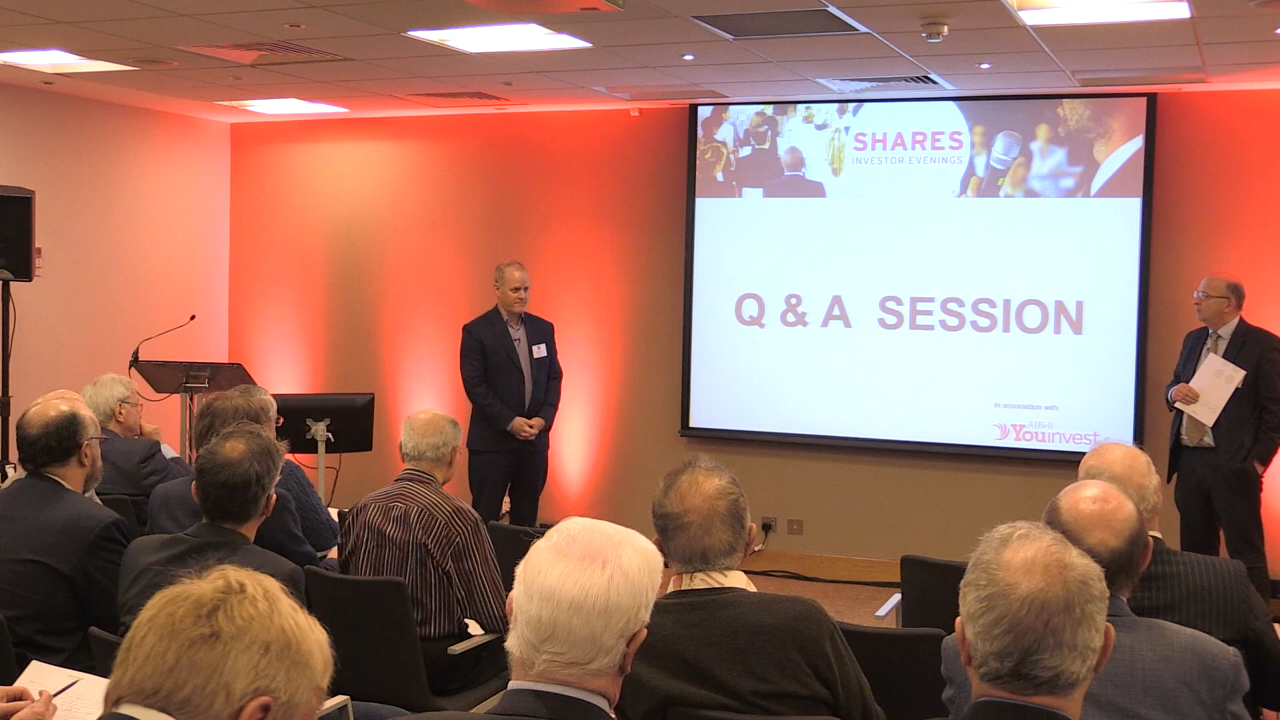 SHARES
INVESTOR EVENINGS
Q & A SESSION
In association with:
AJBell
Youinvest